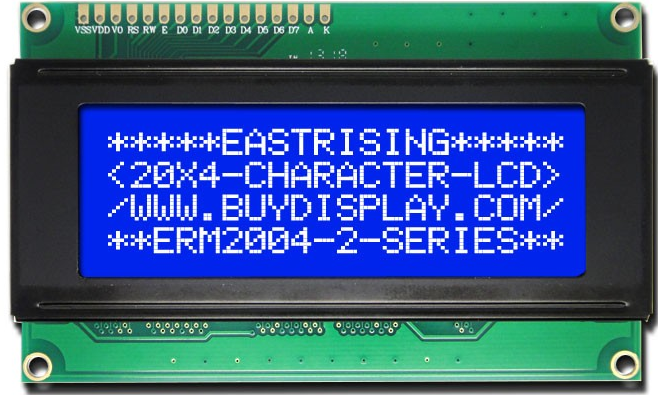 VSS VDD VO RS RW E D0 D1 D2 D3 D4 D5 D6 D7 A K
*****EASTRISING*****
<20X4-CHARACTER-LCD>
/WWW.BUYDISPLAY.COM/
**ERM2004-2-SERIES**